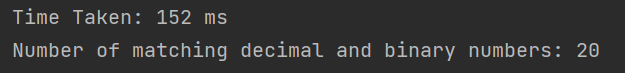 Time Taken: 152 ms
Number of matching decimal and binary numbers: 20